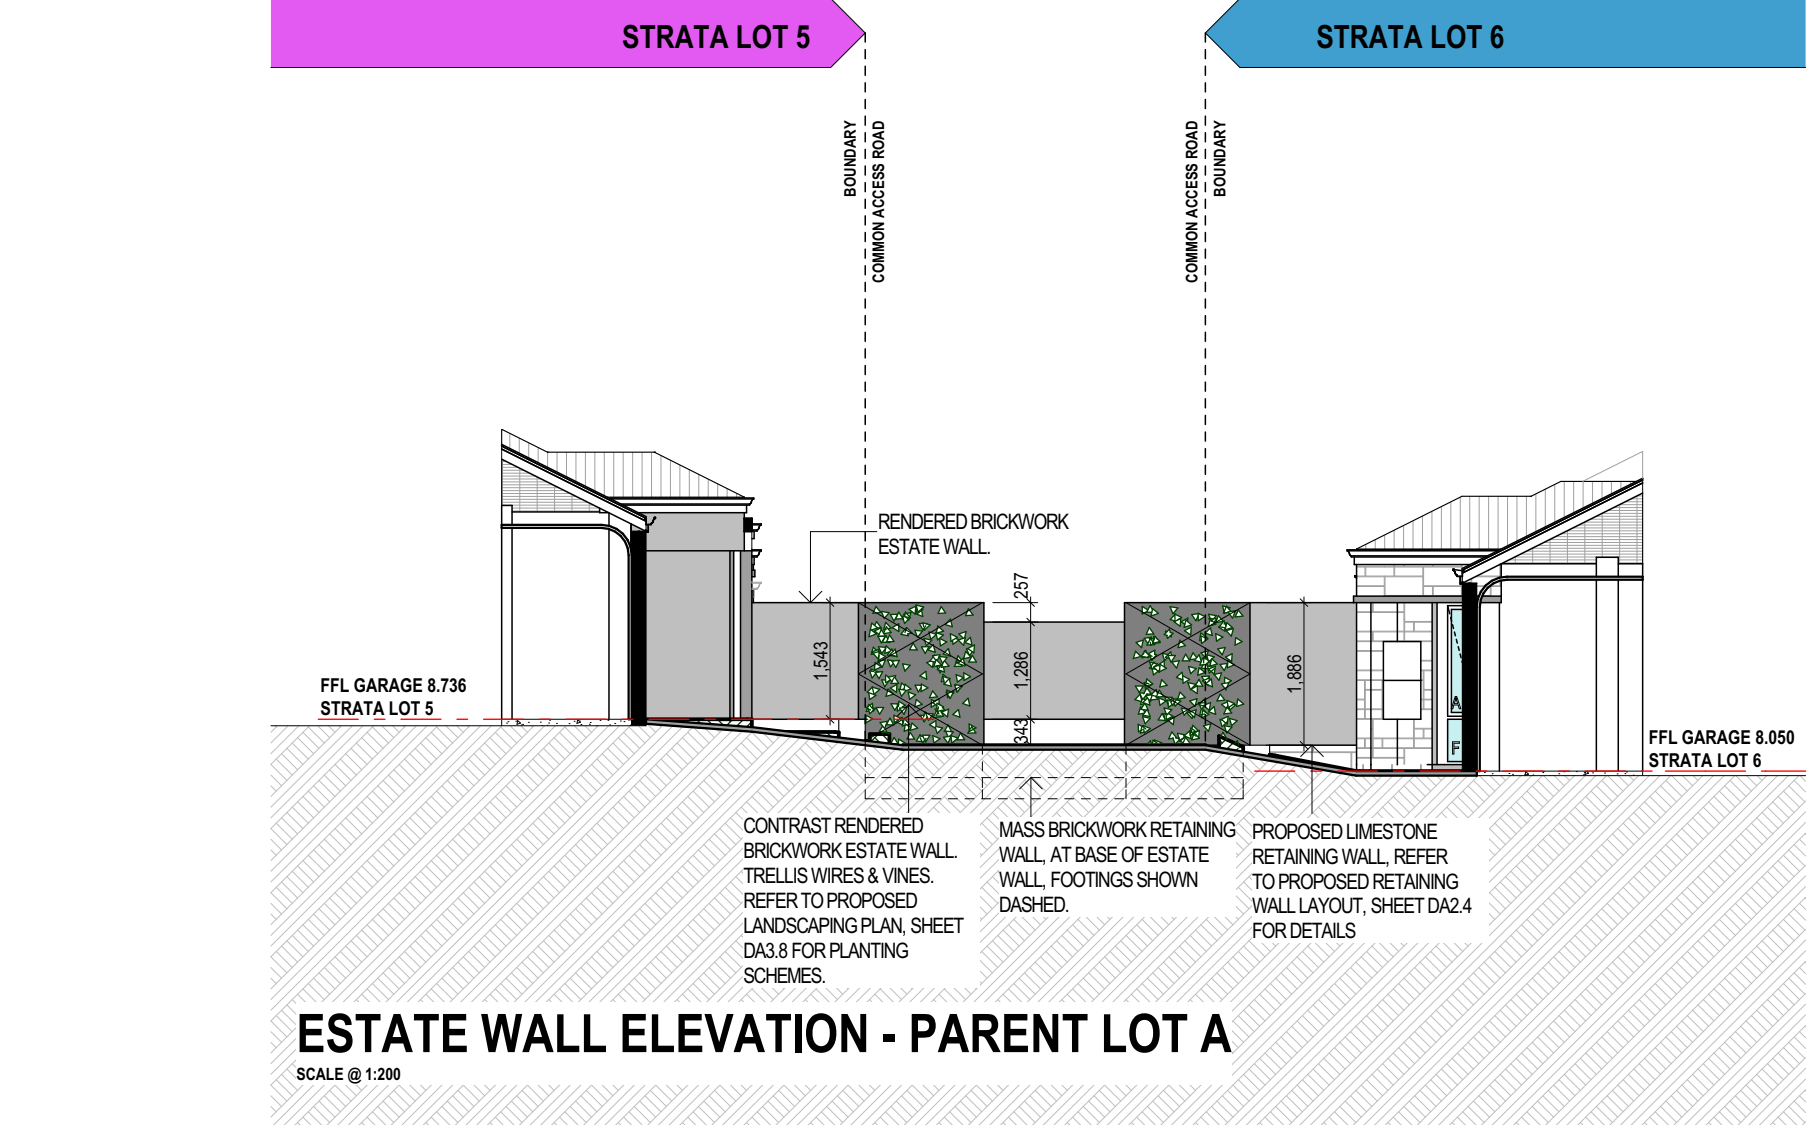 STRATA LOT 5
STRATA LOT 6
BOUNDARY
COMMON ACCESS ROAD
COMMON ACCESS ROAD
BOUNDARY
RENDERED BRICKWORK
ESTATE WALL.
257
1,543
1,286
343
1,886
A
F
FFL GARAGE 8.736
STRATA LOT 5
FFL GARAGE 8.050
STRATA LOT 6
CONTRAST RENDERED
BRICKWORK ESTATE WALL.
TRELLIS WIRES & VINES.
REFER TO PROPOSED
LANDSCAPING PLAN, SHEET
DA3.8 FOR PLANTING
SCHEMES.
MASS BRICKWORK RETAINING
WALL, AT BASE OF ESTATE
WALL, FOOTINGS SHOWN
DASHED.
PROPOSED LIMESTONE
RETAINING WALL, REFER
TO PROPOSED RETAINING
WALL LAYOUT, SHEET DA2.4
FOR DETAILS
ESTATE WALL ELEVATION - PARENT LOT A
SCALE @ 1:200